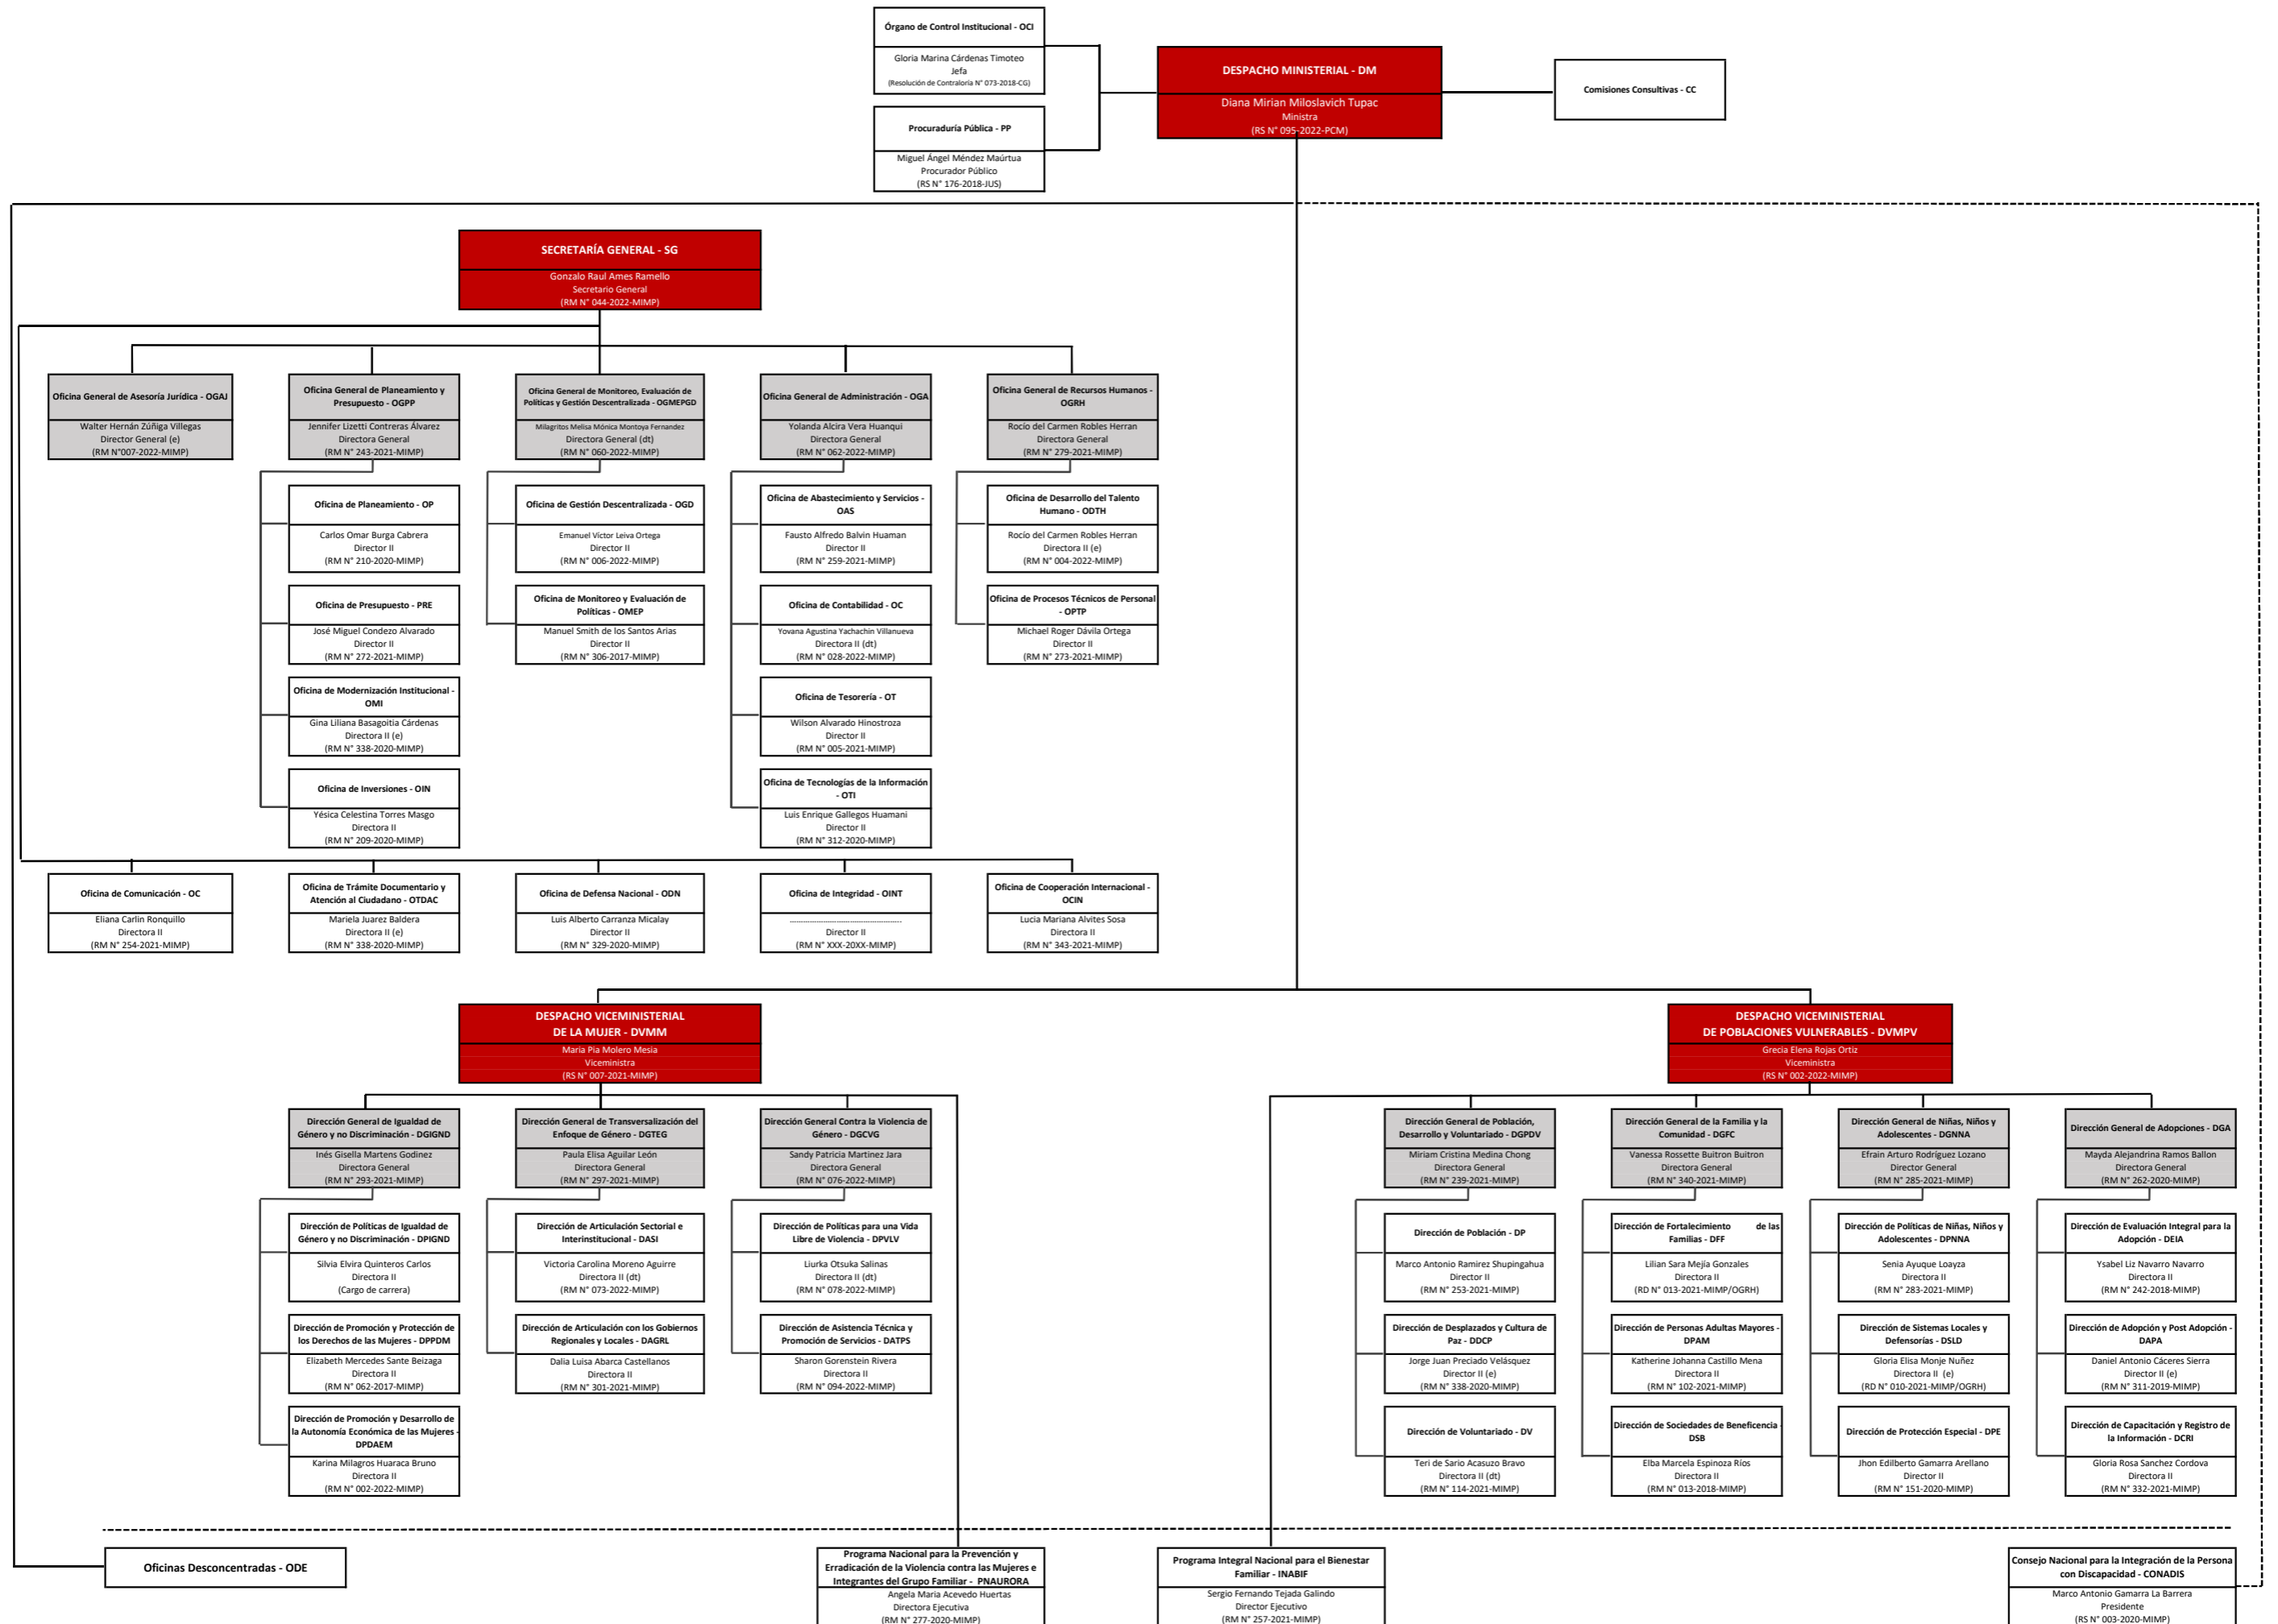 Órgano de Control Institucional - OCI
Gloria Marina Cárdenas Timoteo
Jefa
(Resolución de Contraloría N° 073-2018-CG)
DESPACHO MINISTERIAL - DM
Diana Mirian Miloslavich Tupac
Ministra
(RS N° 095-2022-PCM)
Comisiones Consultivas - CC
Procuraduría Pública - PP
Miguel Ángel Méndez Maúrtua
Procurador Público
(RS N° 176-2018-JUS)
SECRETARÍA GENERAL - SG
Gonzalo Raul Ames Ramello
Secretario General
(RM N° 044-2022-MIMP)
Oficina General de Asesoría Jurídica - OGAJ
Walter Hernán Zúñiga Villegas
Director General (e)
(RM N°007-2022-MIMP)
Oficina General de Planeamiento y
Presupuesto - OGPP
Jennifer Lizetti Contreras Álvarez
Directora General
(RM N° 243-2021-MIMP)
Oficina General de Monitoreo, Evaluación de
Políticas y Gestión Descentralizada - OGMEPGD
Milagritos Melisa Mónica Montoya Fernandez
Directora General (dt)
(RM N° 060-2022-MIMP)
Oficina General de Administración - OGA
Yolanda Alcira Vera Huanqui
Directora General
(RM N° 062-2022-MIMP)
Oficina General de Recursos Humanos -
OGRH
Rocío del Carmen Robles Herran
Directora General
(RM N° 279-2021-MIMP)
Oficina de Planeamiento - OP
Carlos Omar Burga Cabrera
Director II
(RM N° 210-2020-MIMP)
Oficina de Gestión Descentralizada - OGD
Emanuel Victor Leiva Ortega
Director II
(RM N° 006-2022-MIMP)
Oficina de Abastecimiento y Servicios -
OAS
Fausto Alfredo Balvin Huaman
Director II
(RM N° 259-2021-MIMP)
Oficina de Desarrollo del Talento
Humano - ODTH
Rocío del Carmen Robles Herran
Directora II (e)
(RM N° 004-2022-MIMP)
Oficina de Presupuesto - PRE
José Miguel Condezo Alvarado
Director II
(RM N° 272-2021-MIMP)
Oficina de Monitoreo y Evaluación de
Políticas - OMEP
Manuel Smith de los Santos Arias
Director II
(RM N° 306-2017-MIMP)
Oficina de Contabilidad - OC
Yovana Agustina Yachachin Villanueva
Directora II (dt)
(RM N° 028-2022-MIMP)
Oficina de Procesos Técnicos de Personal
- OPTP
Michael Roger Dávila Ortega
Director II
(RM N° 273-2021-MIMP)
Oficina de Modernización Institucional -
OMI
Gina Liliana Basagoitia Cárdenas
Directora II (e)
(RM N° 338-2020-MIMP)
Oficina de Tesorería - OT
Wilson Alvarado Hinostroza
Director II
(RM N° 005-2021-MIMP)
Oficina de Inversiones - OIN
Yésica Celestina Torres Masgo
Directora II
(RM N° 209-2020-MIMP)
Oficina de Tecnologías de la Información
- OTI
Luis Enrique Gallegos Huamani
Director II
(RM N° 312-2020-MIMP)
Oficina de Comunicación - OC
Eliana Carlin Ronquillo
Directora II
(RM N° 254-2021-MIMP)
Oficina de Trámite Documentario y
Atención al Ciudadano - OTDAC
Mariela Juarez Baldera
Directora II (e)
(RM N° 338-2020-MIMP)
Oficina de Defensa Nacional - ODN
Luis Alberto Carranza Micalay
Director II
(RM N° 329-2020-MIMP)
Oficina de Integridad - OINT
..................................................
Director II
(RM N° XXX-20XX-MIMP)
Oficina de Cooperación Internacional -
OCIN
Lucia Mariana Alvites Sosa
Directora II
(RM N° 343-2021-MIMP)
DESPACHO VICEMINISTERIAL
DE LA MUJER - DVMM
Maria Pia Molero Mesia
Viceministra
(RS N° 007-2021-MIMP)
DESPACHO VICEMINISTERIAL
DE POBLACIONES VULNERABLES - DVMPV
Grecia Elena Rojas Ortiz
Viceministra
(RS N° 002-2022-MIMP)
Dirección General de Igualdad de
Género y no Discriminación - DGIGND
Inés Gisella Martens Godinez
Directora General
(RM N° 293-2021-MIMP)
Dirección General de Transversalización del
Enfoque de Género - DGTEG
Paula Elisa Aguilar León
Directora General
(RM N° 297-2021-MIMP)
Dirección General Contra la Violencia de
Género - DGCVG
Sandy Patricia Martinez Jara
Directora General
(RM N° 076-2022-MIMP)
Dirección General de Población,
Desarrollo y Voluntariado - DGPDV
Miriam Cristina Medina Chong
Directora General
(RM N° 239-2021-MIMP)
Dirección General de la Familia y la
Comunidad - DGFC
Vanessa Rossette Buitron Buitron
Directora General
(RM N° 340-2021-MIMP)
Dirección General de Niñas, Niños y
Adolescentes - DGNNA
Efrain Arturo Rodríguez Lozano
Director General
(RM N° 285-2021-MIMP)
Dirección General de Adopciones - DGA
Mayda Alejandrina Ramos Ballon
Directora General
(RM N° 262-2020-MIMP)
Dirección de Políticas de Igualdad de
Género y no Discriminación - DPIGND
Silvia Elvira Quinteros Carlos
Directora II
(Cargo de carrera)
Dirección de Articulación Sectorial e
Interinstitucional - DASI
Victoria Carolina Moreno Aguirre
Directora II (dt)
(RM N° 073-2022-MIMP)
Dirección de Políticas para una Vida
Libre de Violencia - DPVLV
Liurka Otsuka Salinas
Directora II (dt)
(RM N° 078-2022-MIMP)
Dirección de Población - DP
Marco Antonio Ramirez Shupingahua
Director II
(RM N° 253-2021-MIMP)
Dirección de Fortalecimiento de las
Familias - DFF
Lilian Sara Mejía Gonzales
Directora II
(RD N° 013-2021-MIMP/OGRH)
Dirección de Políticas de Niñas, Niños y
Adolescentes - DPNNA
Senia Ayuque Loayza
Directora II
(RM N° 283-2021-MIMP)
Dirección de Evaluación Integral para la
Adopción - DEIA
Ysabel Liz Navarro Navarro
Directora II
(RM N° 242-2018-MIMP)
Dirección de Promoción y Protección de
los Derechos de las Mujeres - DPPDM
Elizabeth Mercedes Sante Beizaga
Directora II
(RM N° 062-2017-MIMP)
Dirección de Articulación con los Gobiernos
Regionales y Locales - DAGRL
Dalia Luisa Abarca Castellanos
Directora II
(RM N° 301-2021-MIMP)
Dirección de Asistencia Técnica y
Promoción de Servicios - DATPS
Sharon Gorenstein Rivera
Directora II
(RM N° 094-2022-MIMP)
Dirección de Desplazados y Cultura de
Paz - DDCP
Jorge Juan Preciado Velásquez
Director II (e)
(RM N° 338-2020-MIMP)
Dirección de Personas Adultas Mayores -
DPAM
Katherine Johanna Castillo Mena
Directora II
(RM N° 102-2021-MIMP)
Dirección de Sistemas Locales y
Defensorías - DSLD
Gloria Elisa Monje Nuñez
Directora II (e)
(RD N° 010-2021-MIMP/OGRH)
Dirección de Adopción y Post Adopción -
DAPA
Daniel Antonio Cáceres Sierra
Director II (e)
(RM N° 311-2019-MIMP)
Dirección de Promoción y Desarrollo de
la Autonomía Económica de las Mujeres -
DPDAEM
Karina Milagros Huaraca Bruno
Directora II
(RM N° 002-2022-MIMP)
Dirección de Voluntariado - DV
Teri de Sario Acasuzo Bravo
Directora II (dt)
(RM N° 114-2021-MIMP)
Dirección de Sociedades de Beneficencia -
DSB
Elba Marcela Espinoza Ríos
Directora II
(RM N° 013-2018-MIMP)
Dirección de Protección Especial - DPE
Jhon Edilberto Gamarra Arellano
Director II
(RM N° 151-2020-MIMP)
Dirección de Capacitación y Registro de
la Información - DCRI
Gloria Rosa Sanchez Cordova
Directora II
(RM N° 332-2021-MIMP)
Oficinas Desconcentradas - ODE
Programa Nacional para la Prevención y
Erradicación de la Violencia contra las Mujeres e
Integrantes del Grupo Familiar - PNAURORA
Angela Maria Acevedo Huertas
Directora Ejecutiva
(RM N° 277-2020-MIMP)
Programa Integral Nacional para el Bienestar
Familiar - INABIF
Sergio Fernando Tejada Galindo
Director Ejecutivo
(RM N° 257-2021-MIMP)
Consejo Nacional para la Integración de la Persona
con Discapacidad - CONADIS
Marco Antonio Gamarra La Barrera
Presidente
(RS N° 003-2020-MIMP)